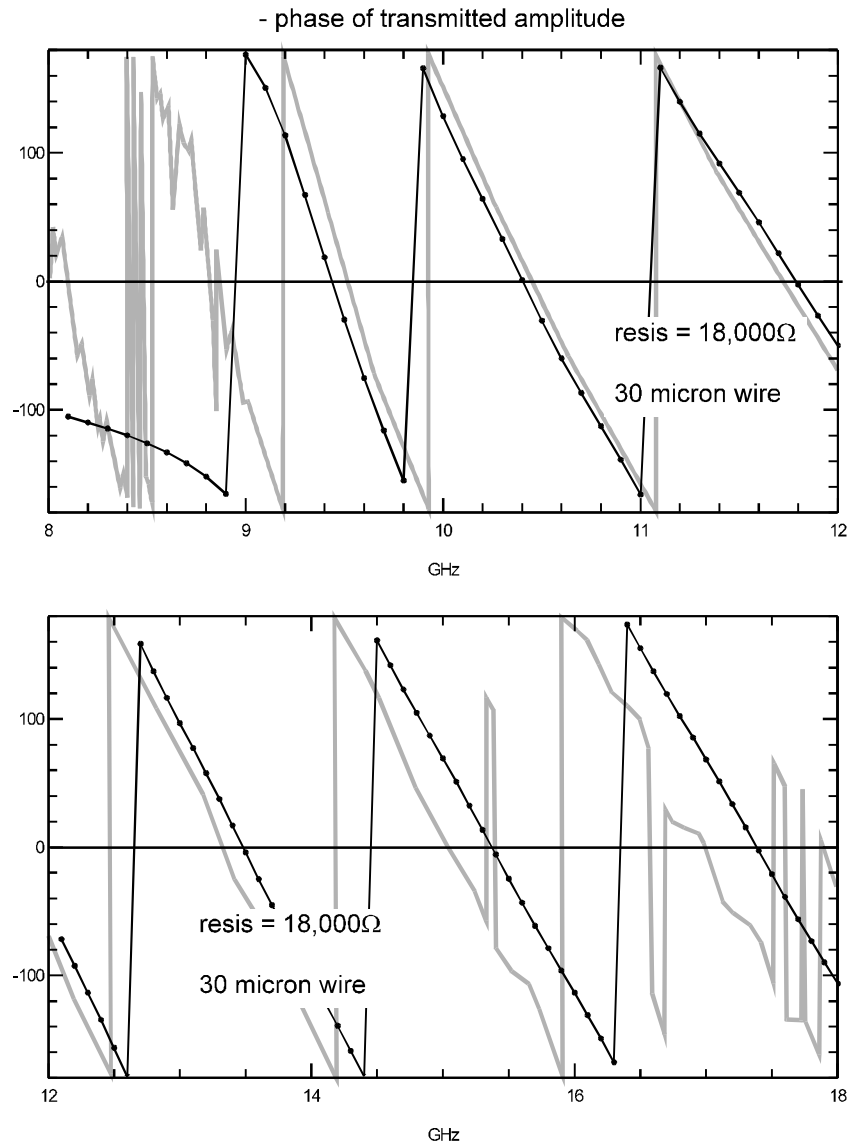 - phase of transmitted amplitude
100
0
-100
resis = 18,000Ω
30 micron wire
8 9 10 11 12
GHz
100
0
-100
resis = 18,000Ω
30 micron wire
12 14 16 18
GHz